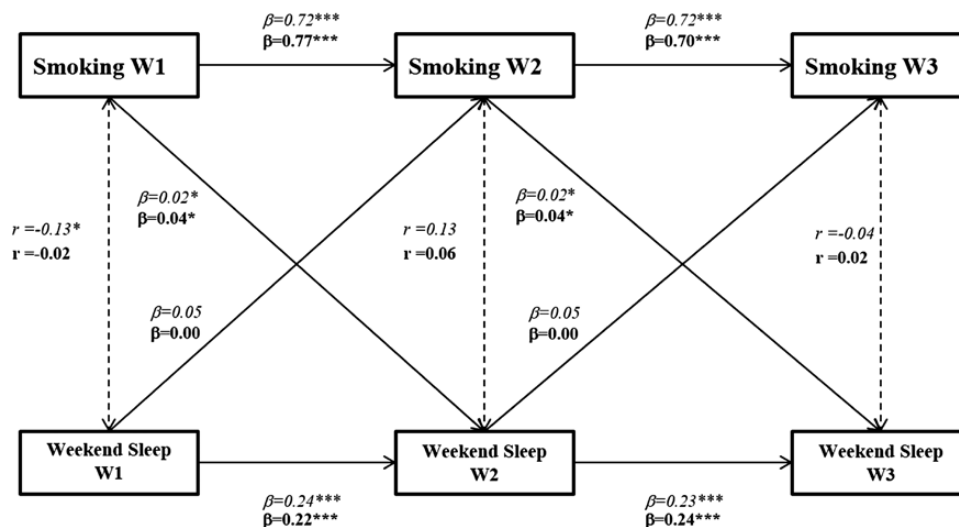 β=0.72***
β=0.77***
β=0.72***
β=0.70***
Smoking W1
Smoking W2
Smoking W3
β=0.02*
β=0.04*
β=0.02*
β=0.04*
r =-0.13*
r =-0.02
r =0.13
r =0.06
r =-0.04
r =0.02
β=0.05
β=0.00
β=0.05
β=0.00
Weekend Sleep
W1
Weekend Sleep
W2
Weekend Sleep
W3
β=0.24***
β=0.22***
β=0.23***
β=0.24***